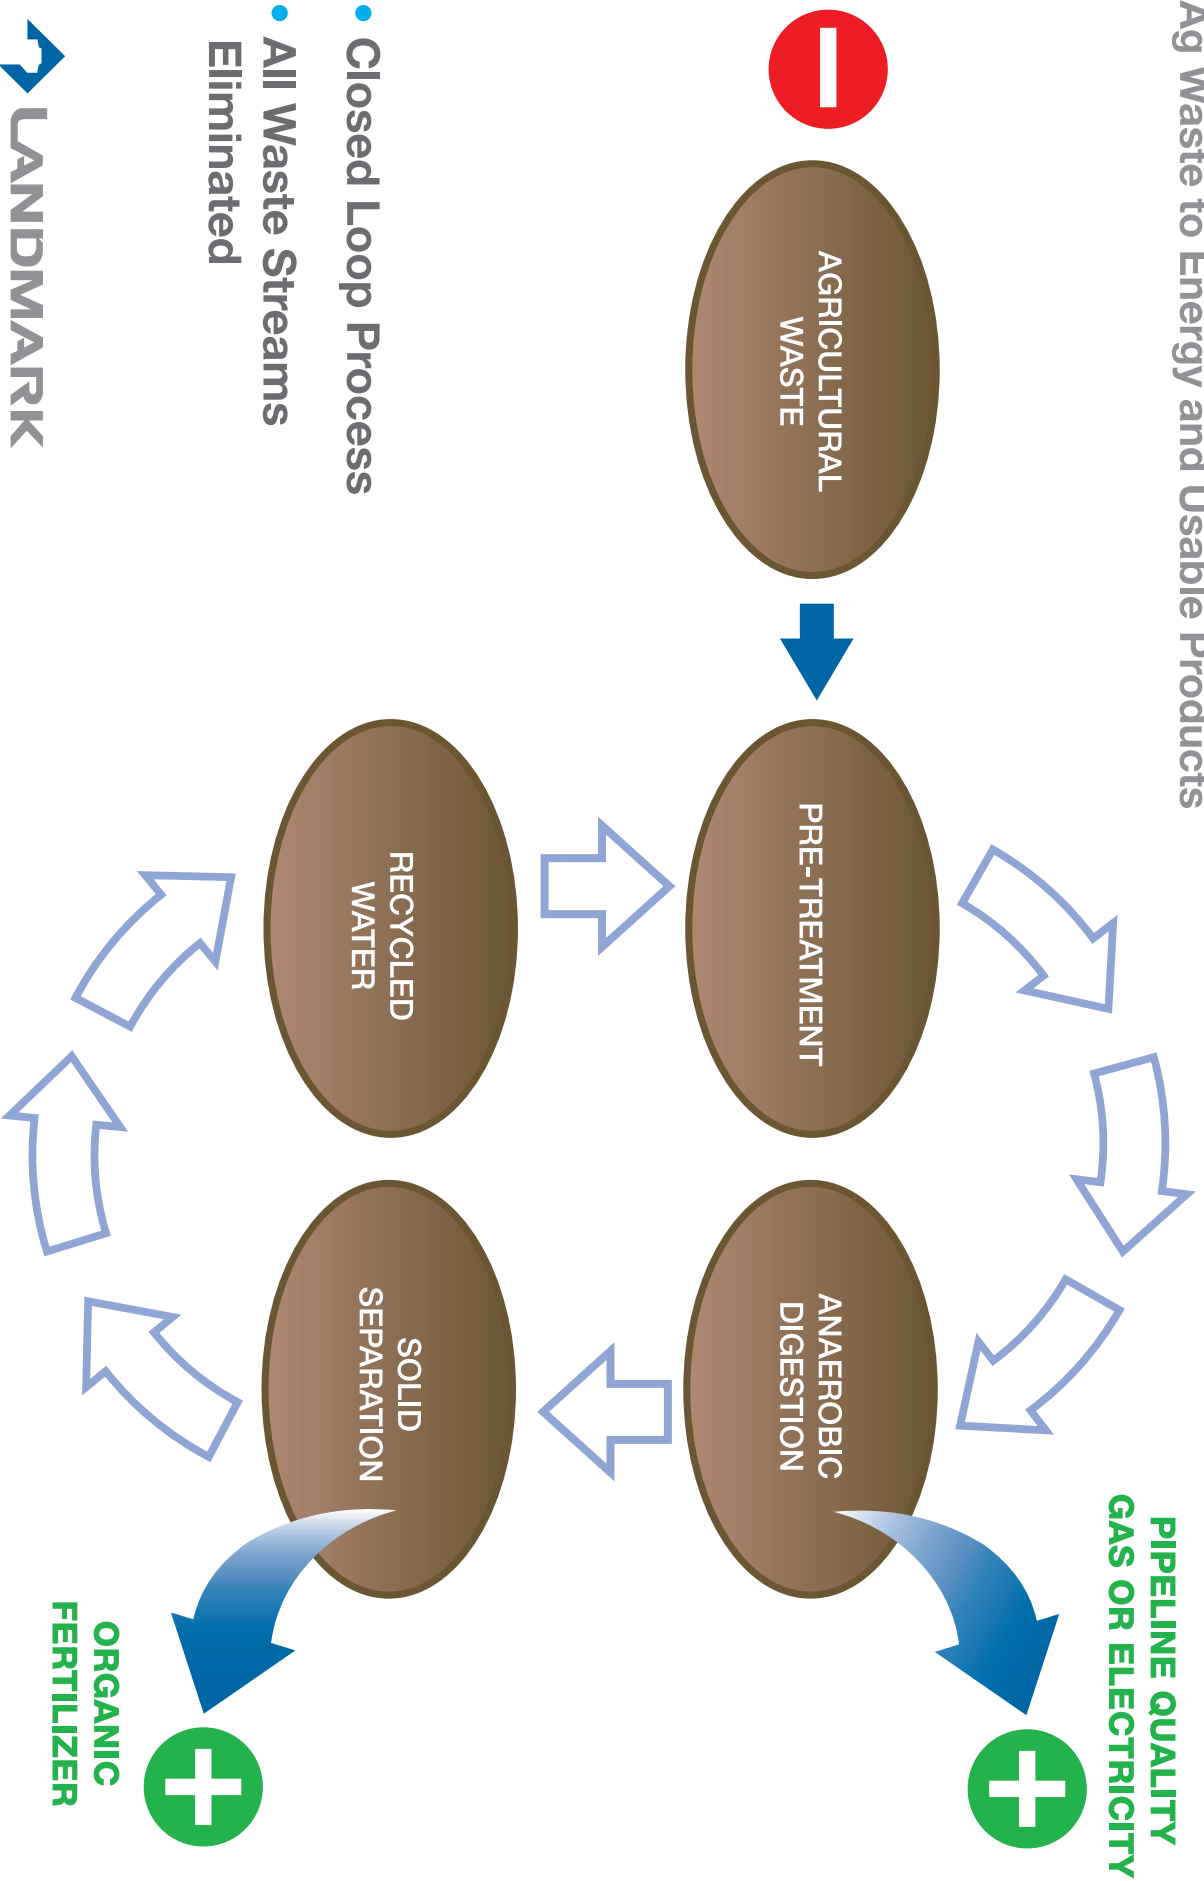 Ag Waste to Energy and Usable Products
PIPELINE QUALITY
GAS OR ELECTRICITY
AGRICULTURAL
WASTE
PRE-TREATMENT
ANAEROBIC
DIGESTION
RECYCLED
WATER
SOLID
SEPARATION
• Closed Loop Process
• All Waste Streams
Eliminated
ORGANIC
FERTILIZER
LANDMARK